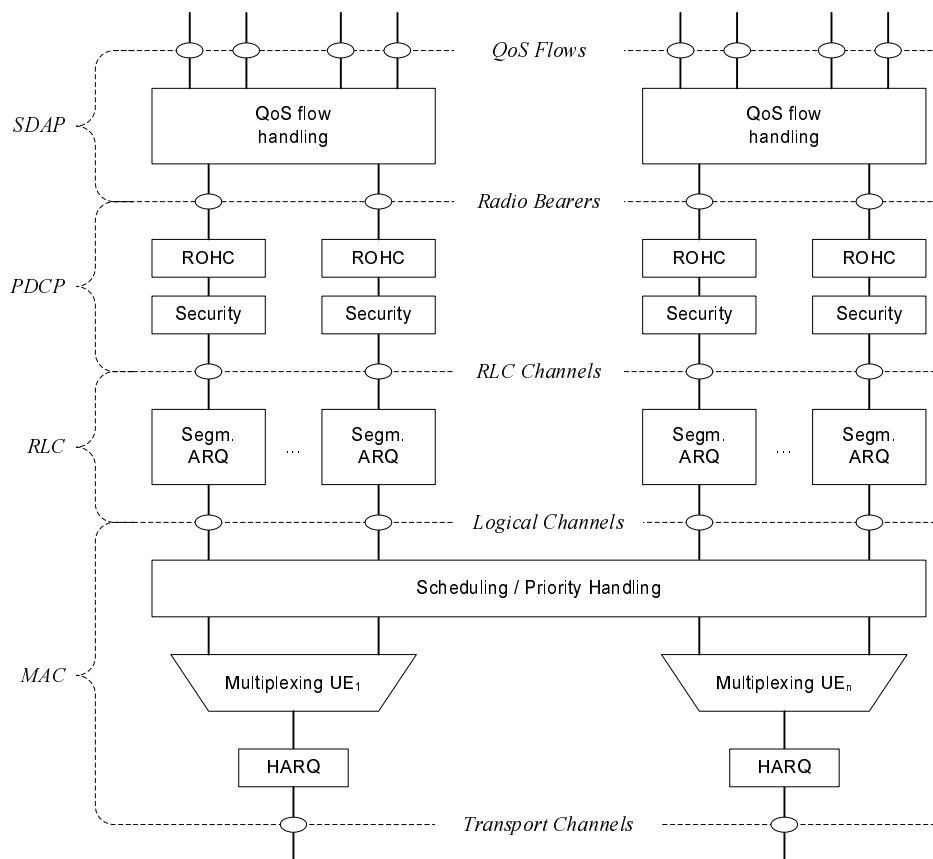 QoS Flows
QoS flow
handling
QoS flow
handling
SDAP
Radio Bearers
ROHC
ROHC
ROHC
ROHC
PDCP
Security
Security
Security
Security
RLC Channels
Segm.
ARQ
...
Segm.
ARQ
Segm.
ARQ
...
Segm.
ARQ
RLC
Logical Channels
Scheduling / Priority Handling
MAC
Multiplexing UE₁
Multiplexing UEₙ
HARQ
HARQ
Transport Channels